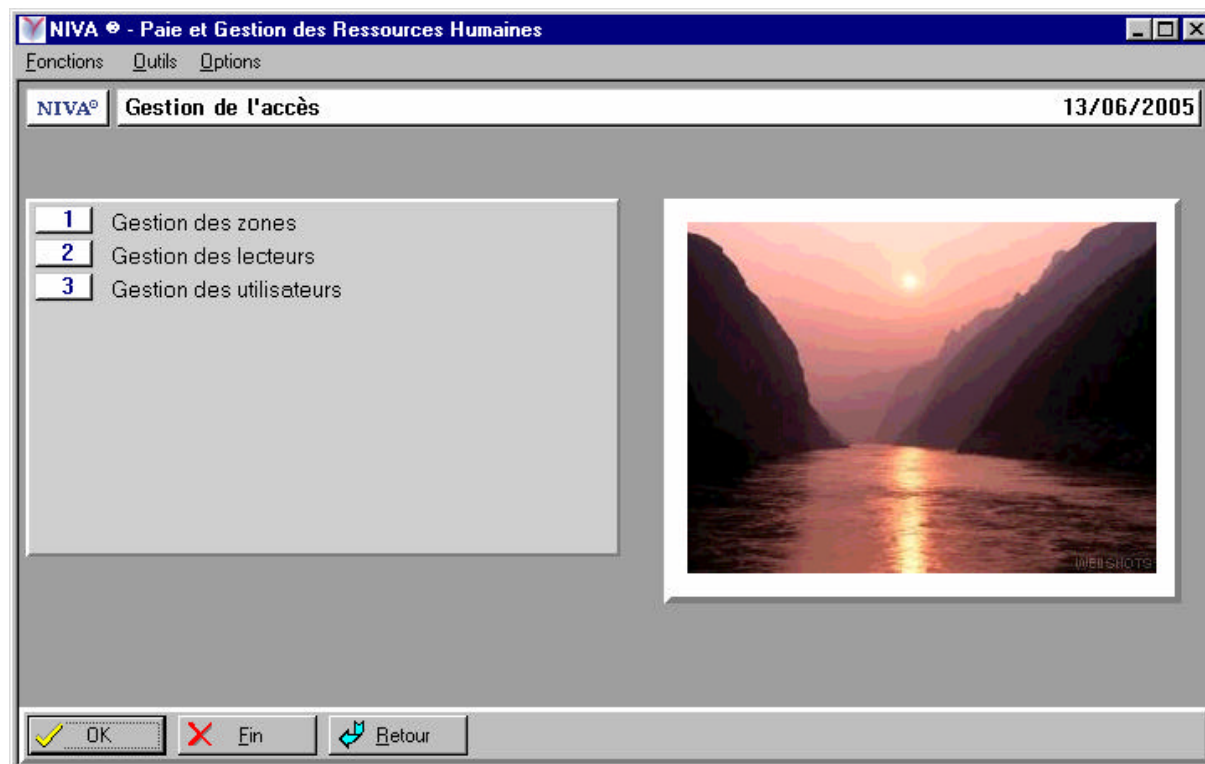 NIVA ® - Paie et Gestion des Ressources Humaines
Fonctions Outils Options
NIVA® Gestion de l'accès 13/06/2005
1 Gestion des zones
2 Gestion des lecteurs
3 Gestion des utilisateurs
WEBSHOTS
OK Fin Retour